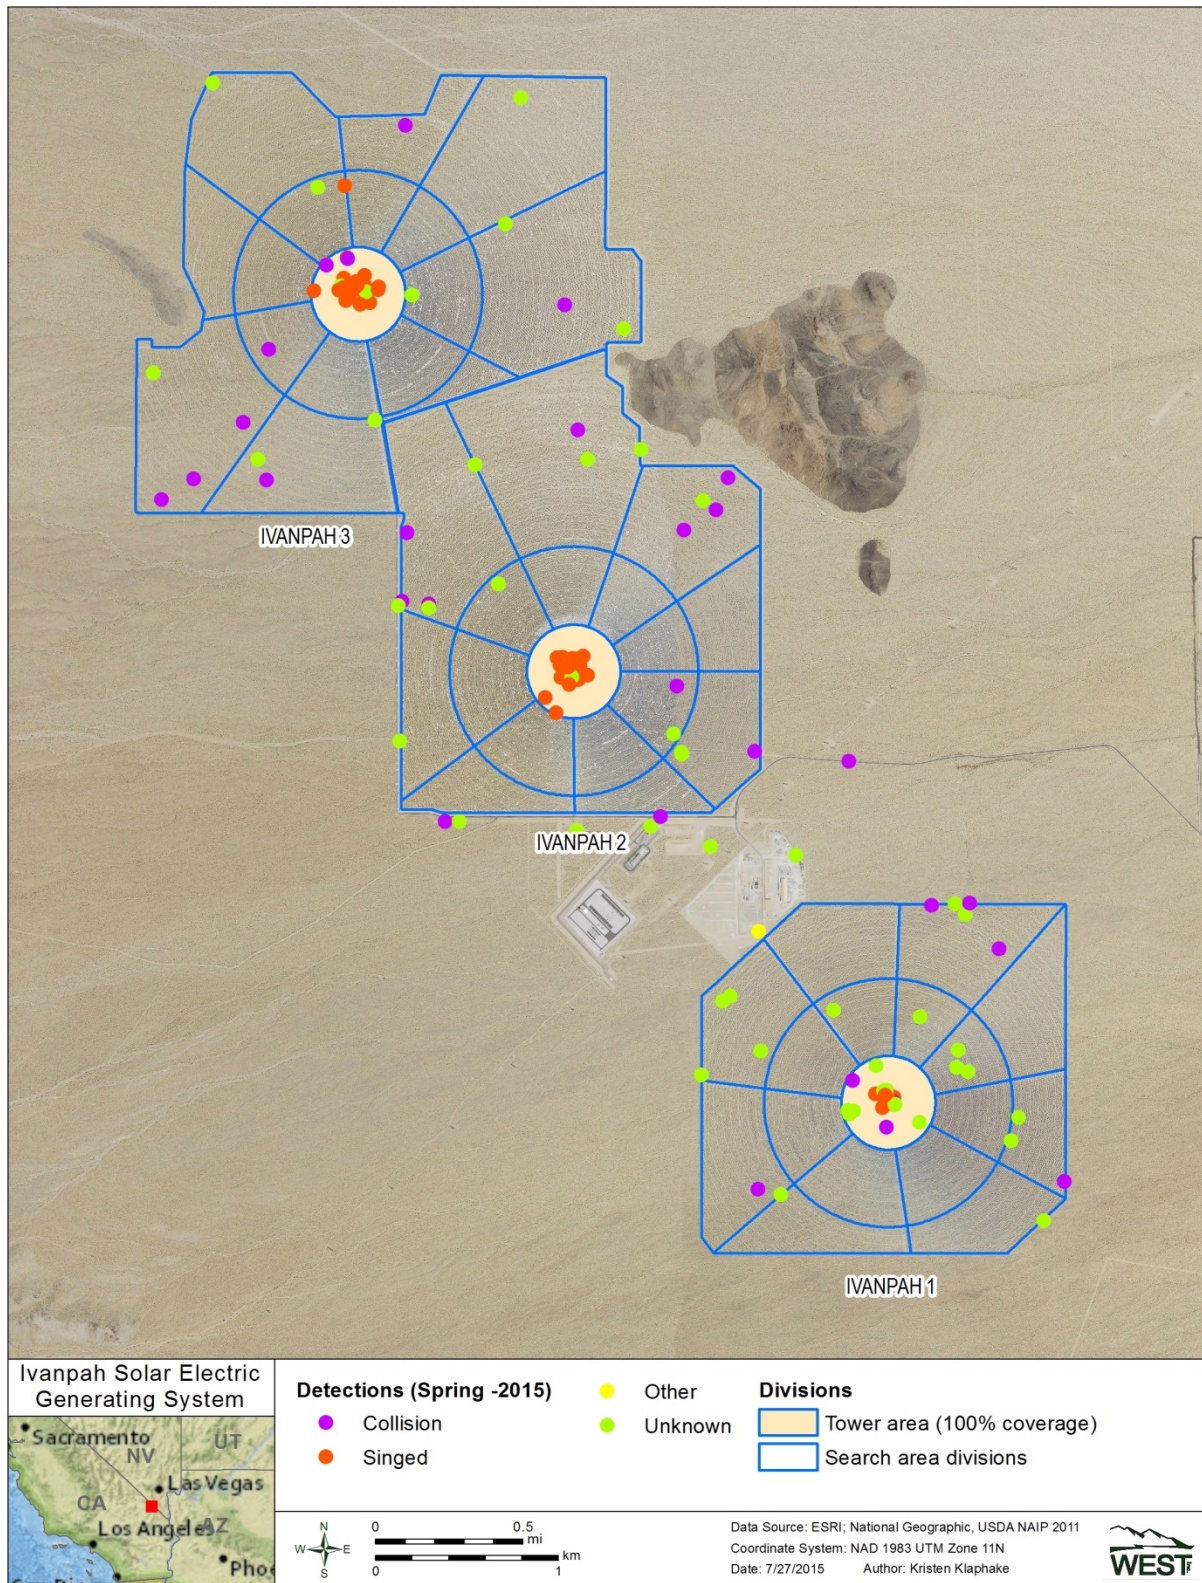 IVANPAH 3
IVANPAH 2
IVANPAH 1
Ivanpah Solar Electric
Generating System
Sacramento
NV
UT
Las Vegas
CA
Los Angeles
AZ
Detections (Spring -2015)
Collision
Singed
Other
Unknown
Divisions
Tower area (100% coverage)
Search area divisions
N
W E
S
0 0.5
mi
km
0 1
Data Source: ESRI; National Geographic, USDA NAIP 2011
Coordinate System: NAD 1983 UTM Zone 11N
Date: 7/27/2015 Author: Kristen Klaphake
WEST Inc.